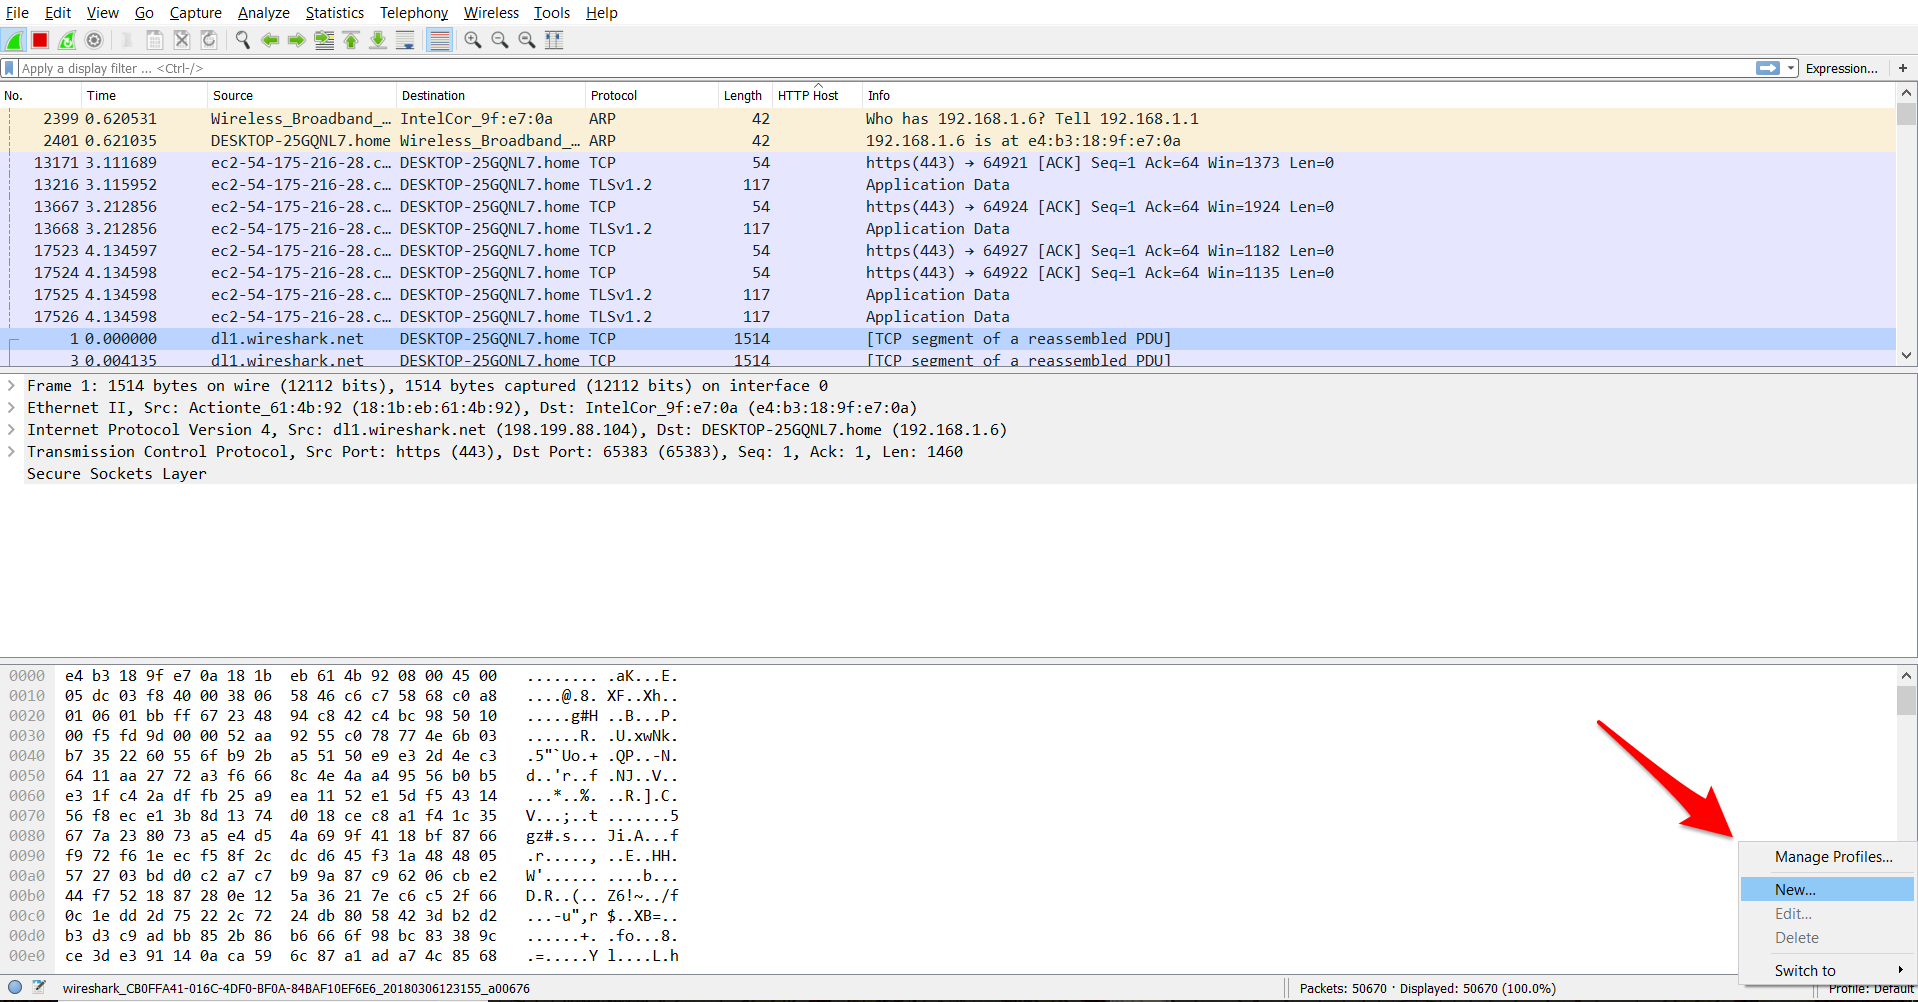 File Edit View Go Capture Analyze Statistics Telephony Wireless Tools Help
Apply a display filter ... <Ctrl-/> Expression... +
No. Time Source Destination Protocol Length HTTP Host Info
2399 0.620531 Wireless_Broadband_… IntelCor_9f:e7:0a ARP 42 Who has 192.168.1.6? Tell 192.168.1.1
2401 0.621035 DESKTOP-25GQNL7.home Wireless_Broadband_… ARP 42 192.168.1.6 is at e4:b3:18:9f:e7:0a
13171 3.111689 ec2-54-175-216-28.c… DESKTOP-25GQNL7.home TCP 54 https(443) → 64921 [ACK] Seq=1 Ack=64 Win=1373 Len=0
13216 3.115952 ec2-54-175-216-28.c… DESKTOP-25GQNL7.home TLSv1.2 117 Application Data
13667 3.212856 ec2-54-175-216-28.c… DESKTOP-25GQNL7.home TCP 54 https(443) → 64924 [ACK] Seq=1 Ack=64 Win=1924 Len=0
13668 3.212856 ec2-54-175-216-28.c… DESKTOP-25GQNL7.home TLSv1.2 117 Application Data
17523 4.134597 ec2-54-175-216-28.c… DESKTOP-25GQNL7.home TCP 54 https(443) → 64927 [ACK] Seq=1 Ack=64 Win=1182 Len=0
17524 4.134598 ec2-54-175-216-28.c… DESKTOP-25GQNL7.home TCP 54 https(443) → 64922 [ACK] Seq=1 Ack=64 Win=1135 Len=0
17525 4.134598 ec2-54-175-216-28.c… DESKTOP-25GQNL7.home TLSv1.2 117 Application Data
17526 4.134598 ec2-54-175-216-28.c… DESKTOP-25GQNL7.home TLSv1.2 117 Application Data
1 0.000000 dl1.wireshark.net DESKTOP-25GQNL7.home TCP 1514 [TCP segment of a reassembled PDU]
3 0.004135 dl1.wireshark.net DESKTOP-25GQNL7.home TCP 1514 [TCP segment of a reassembled PDU]
Frame 1: 1514 bytes on wire (12112 bits), 1514 bytes captured (12112 bits) on interface 0
Ethernet II, Src: Actionte_61:4b:92 (18:1b:eb:61:4b:92), Dst: IntelCor_9f:e7:0a (e4:b3:18:9f:e7:0a)
Internet Protocol Version 4, Src: dl1.wireshark.net (198.199.88.104), Dst: DESKTOP-25GQNL7.home (192.168.1.6)
Transmission Control Protocol, Src Port: https (443), Dst Port: 65383 (65383), Seq: 1, Ack: 1, Len: 1460
Secure Sockets Layer
0000 e4 b3 18 9f e7 0a 18 1b eb 61 4b 92 08 00 45 00 ........ .aK...E.
0010 05 dc 03 f8 40 00 38 06 58 46 c6 c7 58 68 c0 a8 ....@.8. XF..Xh..
0020 01 06 01 bb ff 67 23 48 94 c8 42 c4 bc 98 50 10 .....g#H ..B...P.
0030 00 f5 fd 9d 00 00 52 aa 92 55 c0 78 77 4e 6b 03 ......R. .U.xwNk.
0040 b7 35 22 60 55 6f b9 2b a5 51 50 e9 e3 2d 4e c3 .5"`Uo.+ .QP..-N.
0050 64 11 aa 27 72 a3 f6 66 8c 4e 4a a4 95 56 b0 b5 d..'r..f .NJ..V..
0060 e3 1f c4 2a df fb 25 a9 ea 11 52 e1 5d f5 43 14 ...*..%. ..R.].C.
0070 56 f8 ec e1 3b 8d 13 74 d0 18 ce c8 a1 f4 1c 35 V...;..t .......5
0080 67 7a 23 80 73 a5 e4 d5 4a 69 9f 41 18 bf 87 66 gz#.s... Ji.A...f
0090 f9 72 f6 1e ec f5 8f 2c dc d6 45 f3 1a 48 48 05 .r....., ..E..HH.
00a0 57 27 03 bd d0 c2 a7 c7 b9 9a 87 c9 62 06 cb e2 W'...... ....b...
00b0 44 f7 52 18 87 28 0e 12 5a 36 21 7e c6 c5 2f 66 D.R..(.. Z6!~../f
00c0 0c 1e dd 2d 75 22 2c 72 24 db 80 58 42 3d b2 d2 ...-u",r $..XB=..
00d0 b3 d3 c9 ad bb 85 2b 86 b6 66 6f 98 bc 83 38 9c ......+. .fo...8.
00e0 ce 3d e3 91 14 0a ca 59 6c 87 a1 ad a7 4c 85 68 .=.....Y l....L.h
Manage Profiles...
New...
Edit...
Delete
Switch to
wireshark_CB0FFA41-016C-4DF0-BF0A-84BAF10EF6E6_20180306123155_a00676 Packets: 50670 · Displayed: 50670 (100.0%) Profile: Default